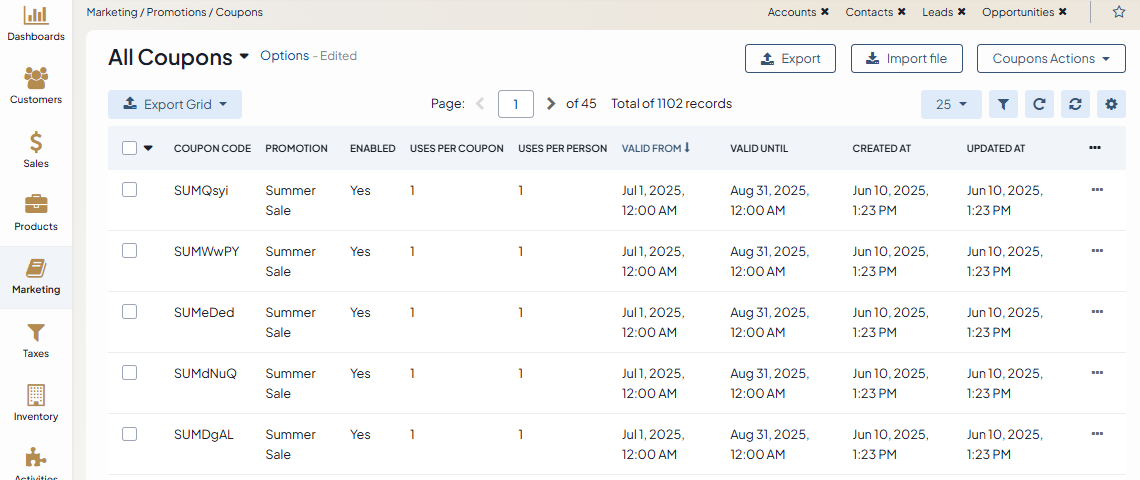 Marketing / Promotions / Coupons
Accounts ✖ Contacts ✖ Leads ✖ Opportunities ✖
Dashboards
Customers
Sales
Products
Marketing
Taxes
Inventory
Activities
All Coupons Options - Edited
Export Import file Coupons Actions
Export Grid Page: 1 of 45 Total of 1102 records 25
COUPON CODE PROMOTION ENABLED USES PER COUPON USES PER PERSON VALID FROM VALID UNTIL CREATED AT UPDATED AT ...
SUMQsyi Summer Yes 1 1 Jul 1, 2025, Aug 31, 2025, Jun 10, 2025, Jun 10, 2025, ...
Sale 12:00 AM 12:00 AM 1:23 PM 1:23 PM
SUMWwPY Summer Yes 1 1 Jul 1, 2025, Aug 31, 2025, Jun 10, 2025, Jun 10, 2025, ...
Sale 12:00 AM 12:00 AM 1:23 PM 1:23 PM
SUMeDed Summer Yes 1 1 Jul 1, 2025, Aug 31, 2025, Jun 10, 2025, Jun 10, 2025, ...
Sale 12:00 AM 12:00 AM 1:23 PM 1:23 PM
SUMdNuQ Summer Yes 1 1 Jul 1, 2025, Aug 31, 2025, Jun 10, 2025, Jun 10, 2025, ...
Sale 12:00 AM 12:00 AM 1:23 PM 1:23 PM
SUMDgAL Summer Yes 1 1 Jul 1, 2025, Aug 31, 2025, Jun 10, 2025, Jun 10, 2025, ...
Sale 12:00 AM 12:00 AM 1:23 PM 1:23 PM